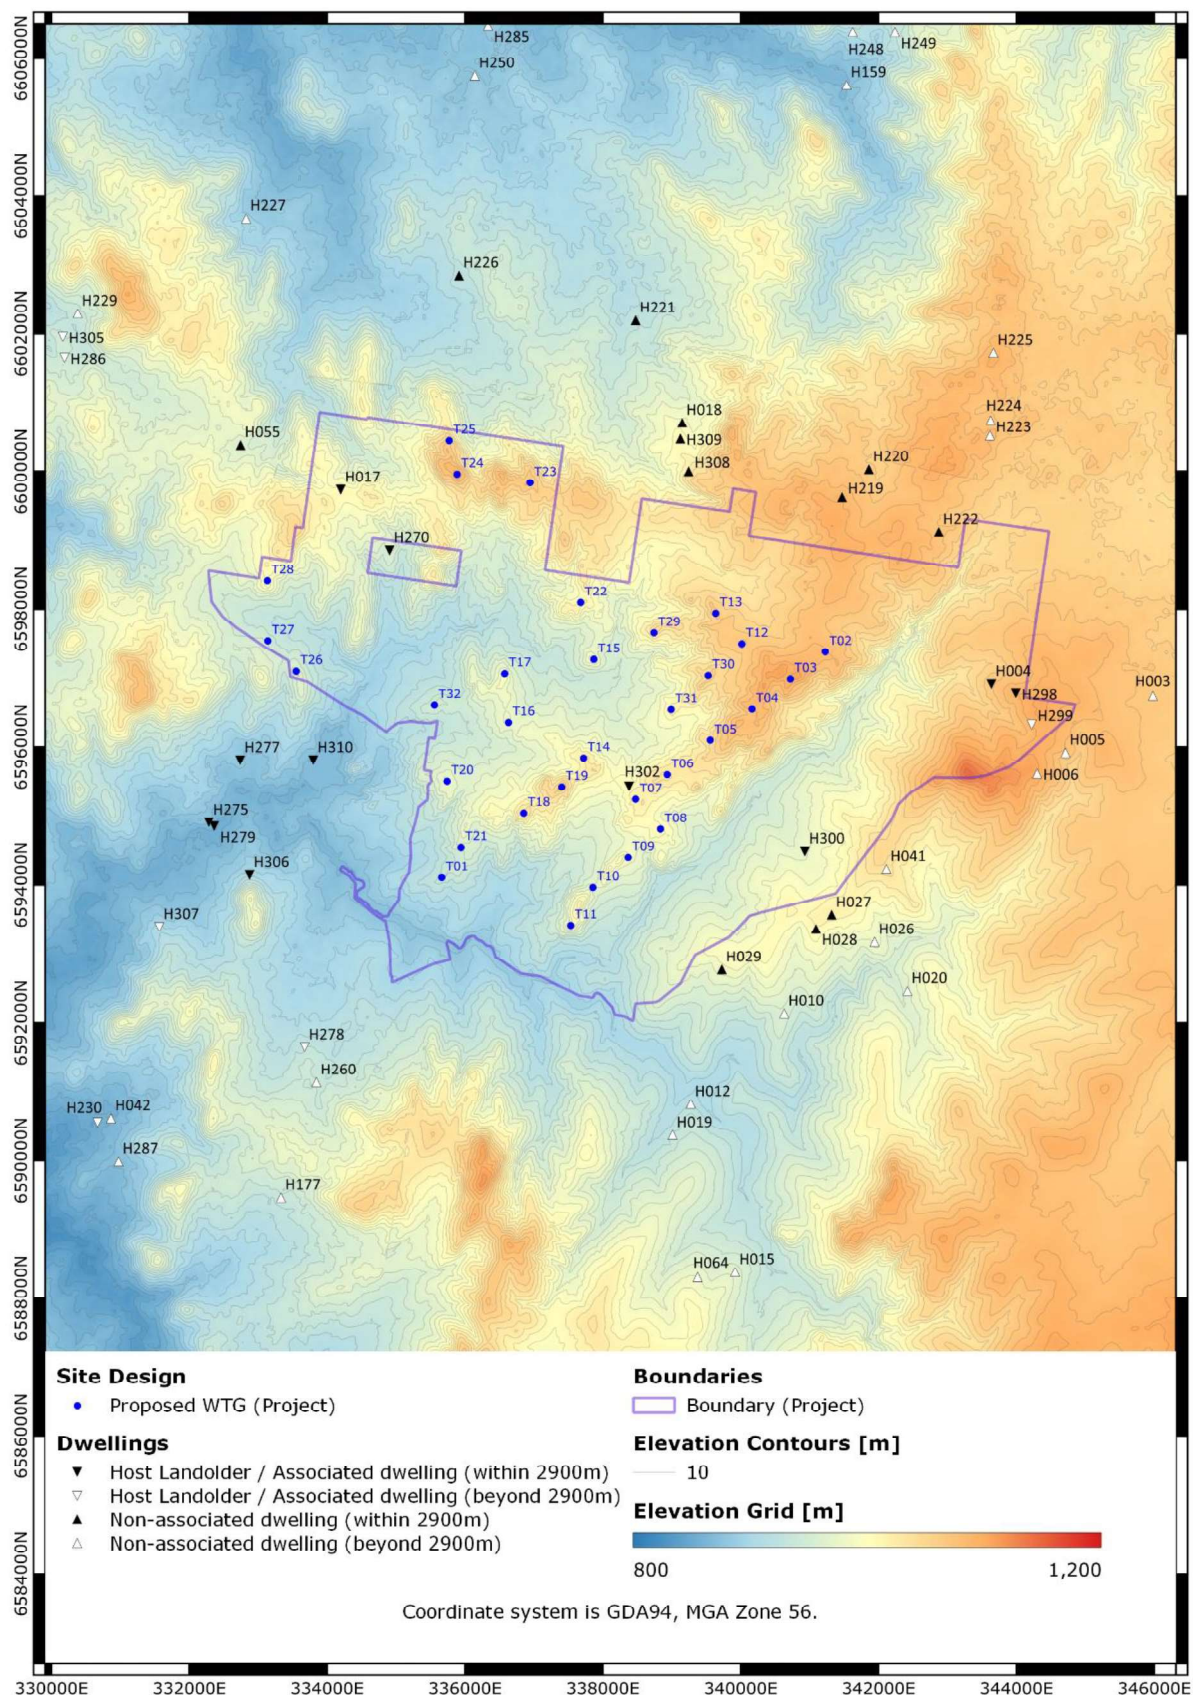 H285
H248
H249
6606000N
H250
H159
6604000N
H227
H226
H229
H221
6602000N
H305
H286
H225
H018
H224
T25
H055
H309
H223
T24
H308
H220
6600000N
H017
T23
H219
H222
H270
T28
T22
T13
6598000N
T27
T29
T12
T02
T15
T26
T17
T30
T03
H004
H003
T32
T31
T04
H298
T16
H299
6596000N
H277
H310
T05
H005
T14
T20
H302
T06
H006
T19
T07
H275
T18
T08
H279
T21
H300
T09
H041
H306
T01
6594000N
T10
H307
T11
H027
H028
H026
H029
H020
H010
6592000N
H278
H260
H230
H042
H012
H019
6590000N
H287
H177
H064
H015
6588000N
Site Design
Proposed WTG (Project)
Dwellings
Host Landolder / Associated dwelling (within 2900m)
Host Landolder / Associated dwelling (beyond 2900m)
Non-associated dwelling (within 2900m)
Non-associated dwelling (beyond 2900m)
Boundaries
Boundary (Project)
Elevation Contours [m]
10
Elevation Grid [m]
800
1,200
6586000N
6584000N
Coordinate system is GDA94, MGA Zone 56.
330000E
332000E
334000E
336000E
338000E
340000E
342000E
344000E
346000E